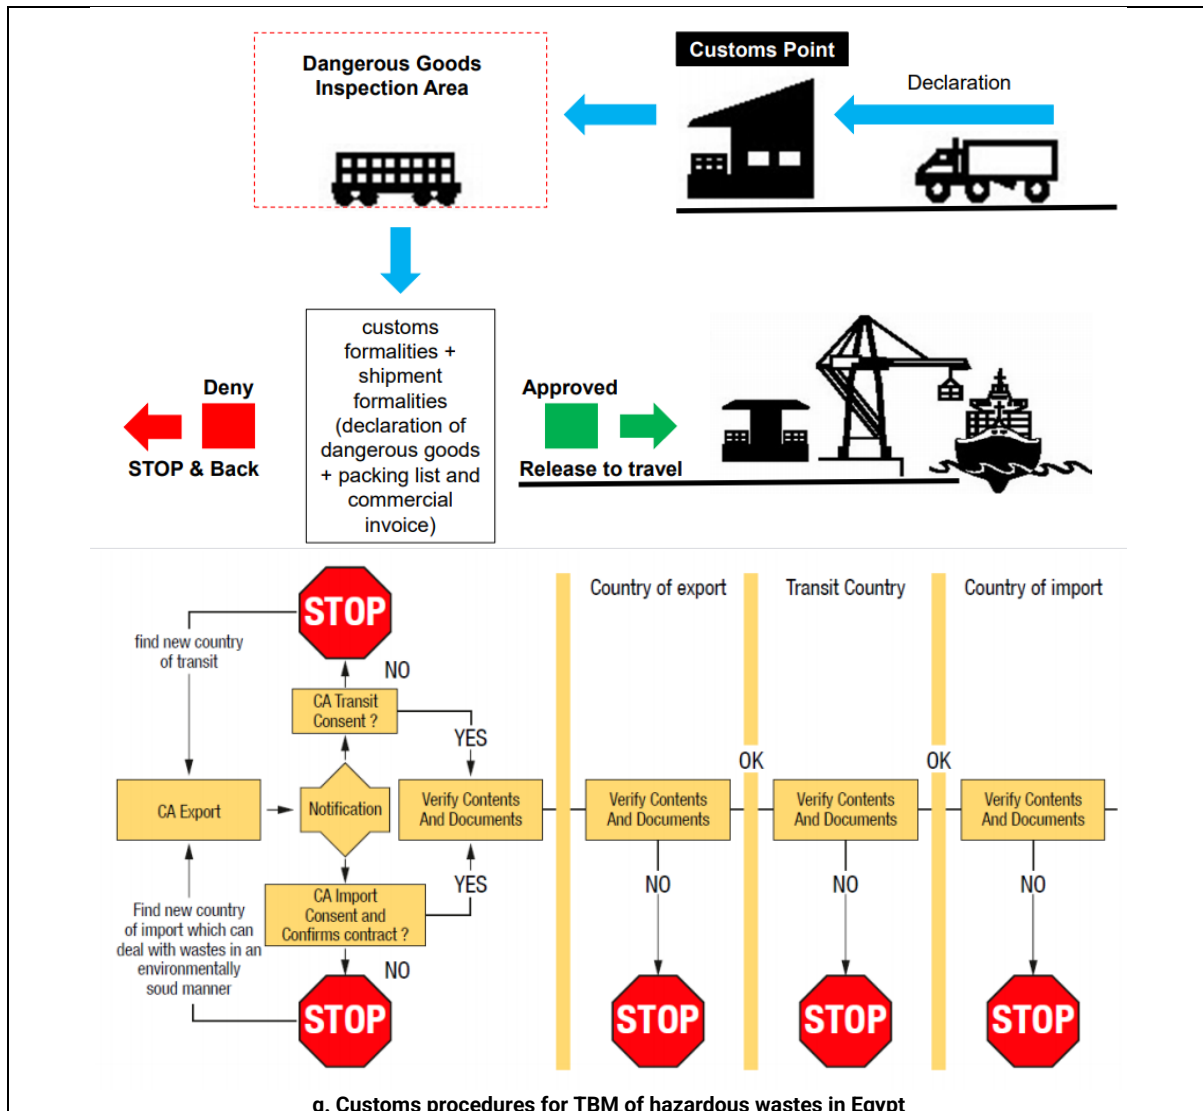 Customs Point
Dangerous Goods
Inspection Area
Declaration
customs
formalities +
shipment
formalities
(declaration of
dangerous goods
+ packing list and
commercial
invoice)
Deny
STOP & Back
Approved
Release to travel
Country of export
Transit Country
Country of import
STOP
find new country
of transit
NO
CA Transit
Consent ?
YES
OK
OK
CA Export
Notification
Verify Contents
And Documents
Verify Contents
And Documents
Verify Contents
And Documents
Verify Contents
And Documents
YES
NO
NO
NO
CA Import
Consent and
Confirms contract ?
Find new country
of import which can
deal with wastes in an
environmentally
soud manner
NO
STOP
STOP
STOP
STOP
g. Customs procedures for TBM of hazardous wastes in Egypt